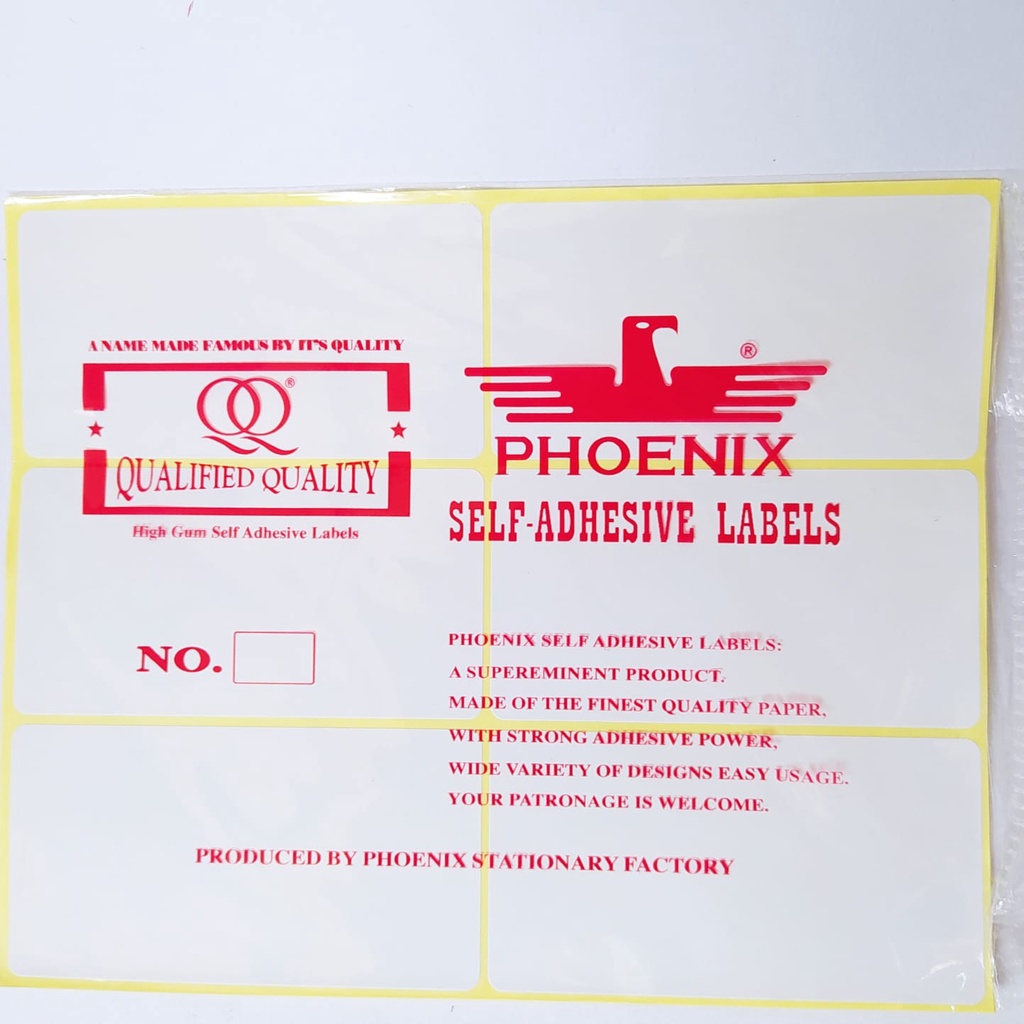 A NAME MADE FAMOUS BY IT'S QUALITY
QQ®
QUALIFIED QUALITY
High Gum Self Adhesive Labels
NO.
®
PHOENIX
SELF-ADHESIVE LABELS
PHOENIX SELF ADHESIVE LABELS:
A SUPEREMINENT PRODUCT.
MADE OF THE FINEST QUALITY PAPER,
WITH STRONG ADHESIVE POWER,
WIDE VARIETY OF DESIGNS EASY USAGE.
YOUR PATRONAGE IS WELCOME.
PRODUCED BY PHOENIX STATIONARY FACTORY